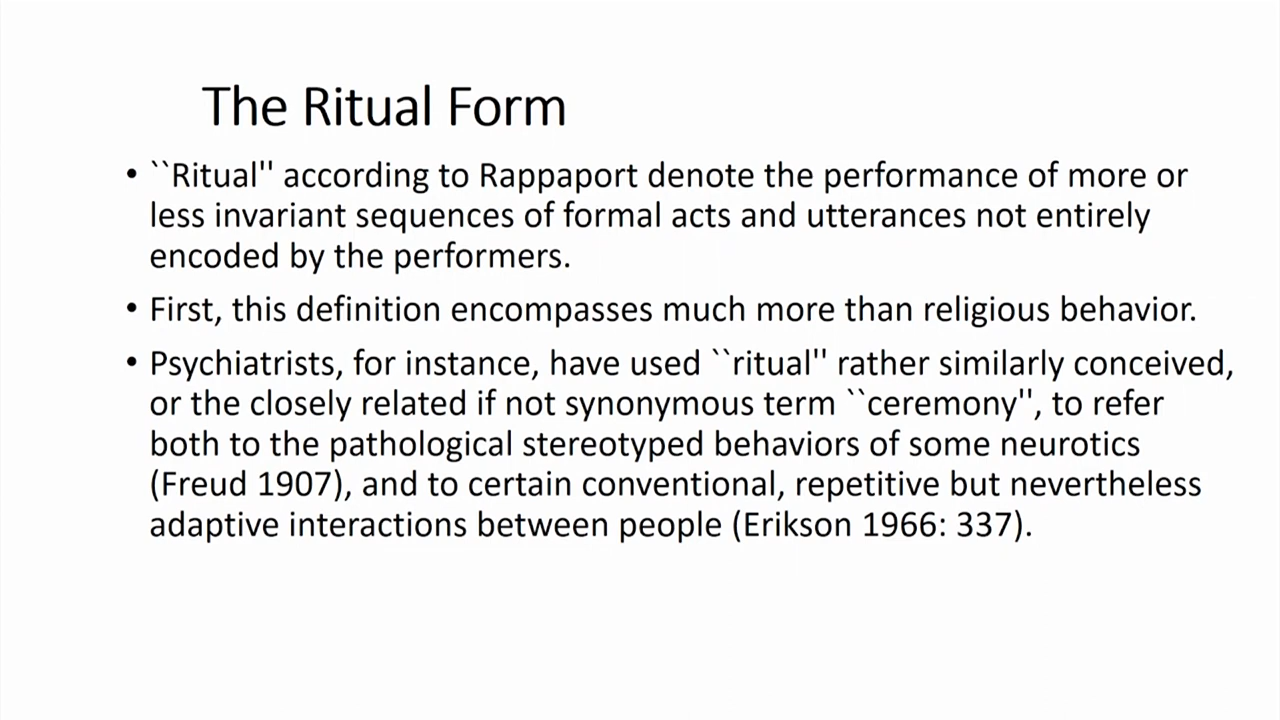 The Ritual Form
• ``Ritual'' according to Rappaport denote the performance of more or
less invariant sequences of formal acts and utterances not entirely
encoded by the performers.
• First, this definition encompasses much more than religious behavior.
• Psychiatrists, for instance, have used ``ritual'' rather similarly conceived,
or the closely related if not synonymous term ``ceremony'', to refer
both to the pathological stereotyped behaviors of some neurotics
(Freud 1907), and to certain conventional, repetitive but nevertheless
adaptive interactions between people (Erikson 1966: 337).